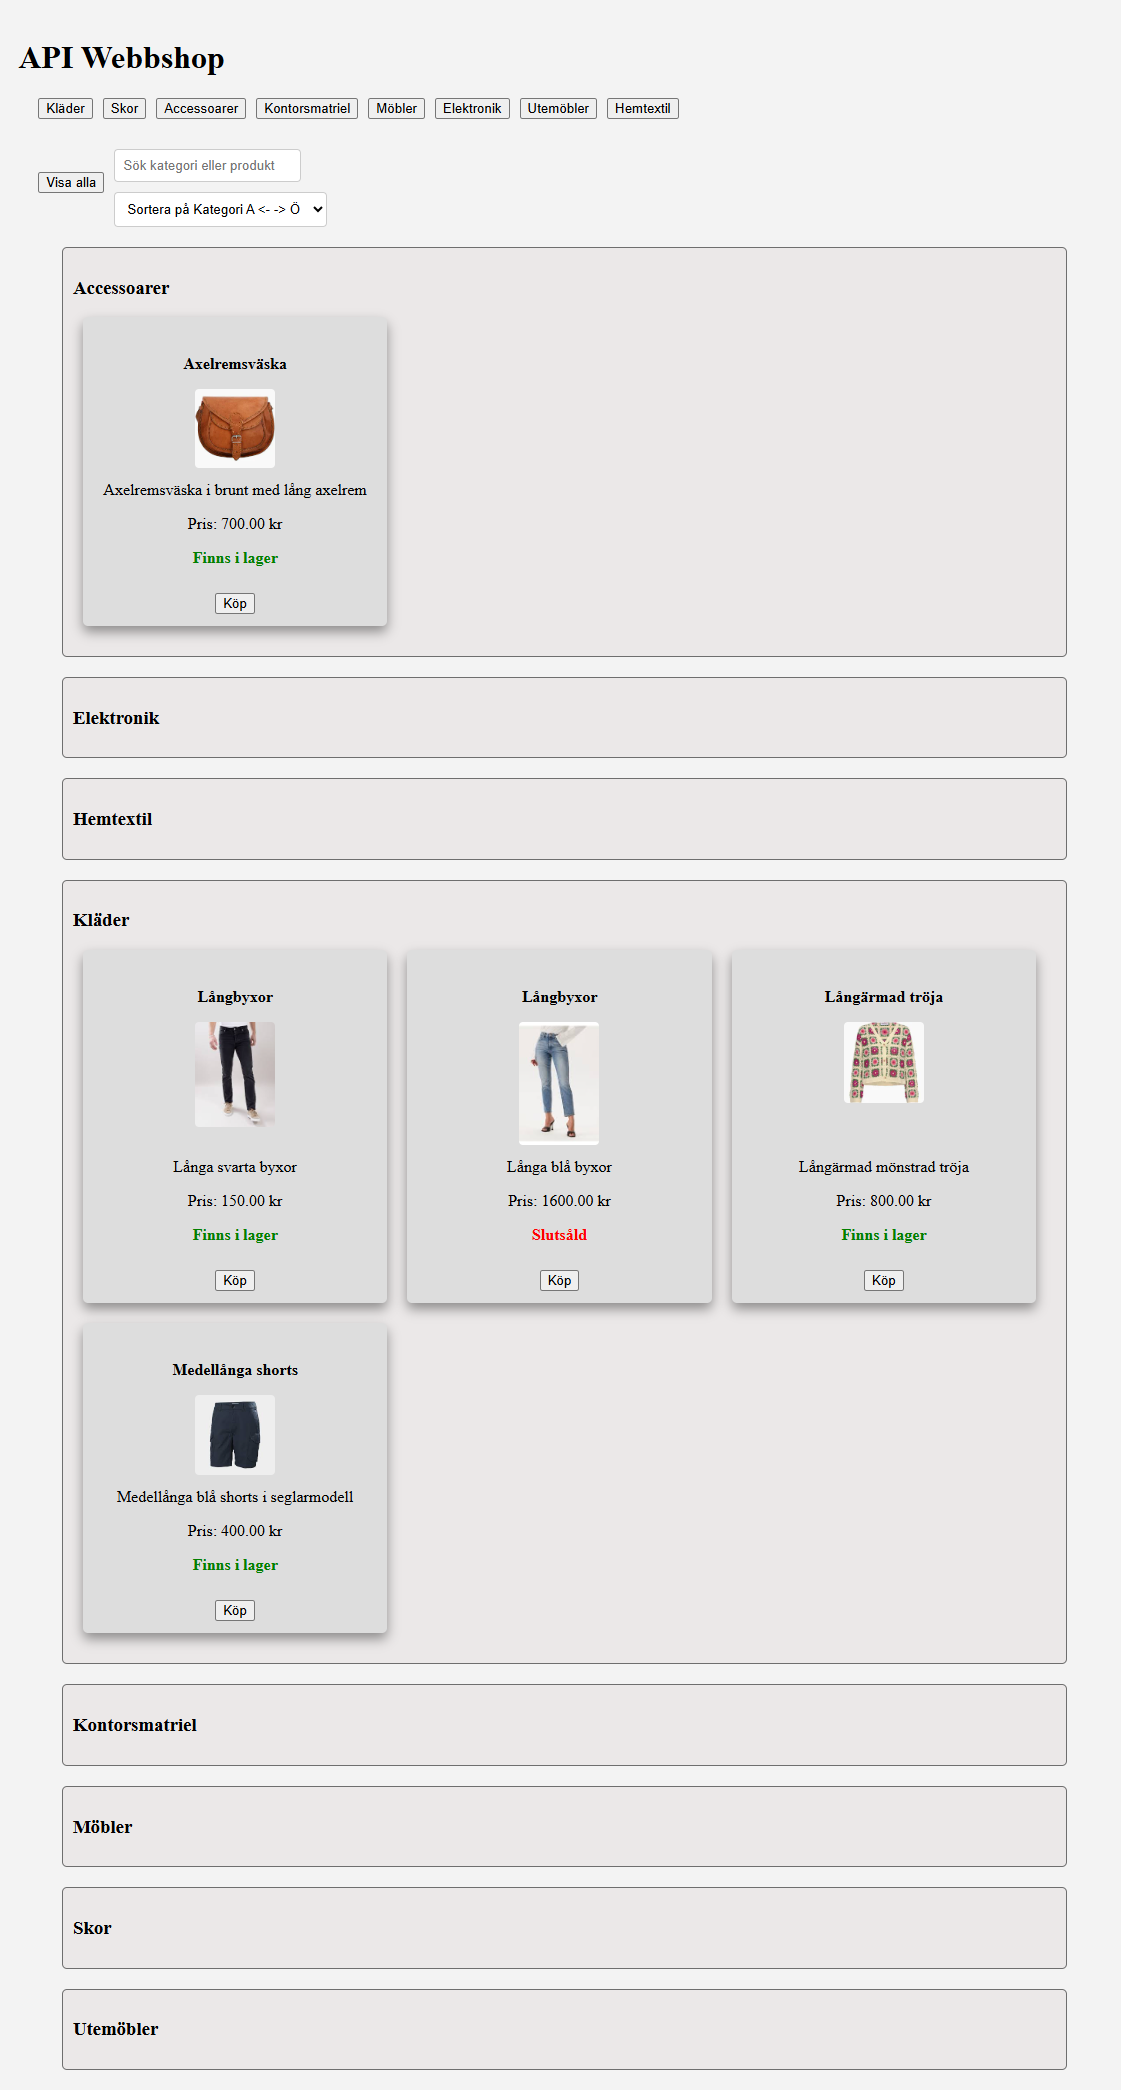 API Webbshop
Kläder Skor Accessoarer Kontorsmatriel Möbler Elektronik Utemöbler Hemtextil
Visa alla
Sök kategori eller produkt
Sortera på Kategori A <- -> Ö
Accessoarer
Axelremsväska
Axelremsväska i brunt med lång axelrem
Pris: 700.00 kr
Finns i lager
Köp
Elektronik
Hemtextil
Kläder
Långbyxor
Långa svarta byxor
Pris: 150.00 kr
Finns i lager
Köp
Långbyxor
Långa blå byxor
Pris: 1600.00 kr
Slutsåld
Köp
Långärmad tröja
Långärmad mönstrad tröja
Pris: 800.00 kr
Finns i lager
Köp
Medellånga shorts
Medellånga blå shorts i seglarmodell
Pris: 400.00 kr
Finns i lager
Köp
Kontorsmatriel
Möbler
Skor
Utemöbler